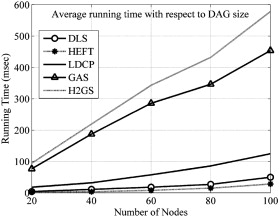 Average running time with respect to DAG size
600
500
400
300
200
100
0
DLS
HEFT
LDCP
GAS
H2GS
Running Time (msec)
20
40
60
80
100
Number of Nodes